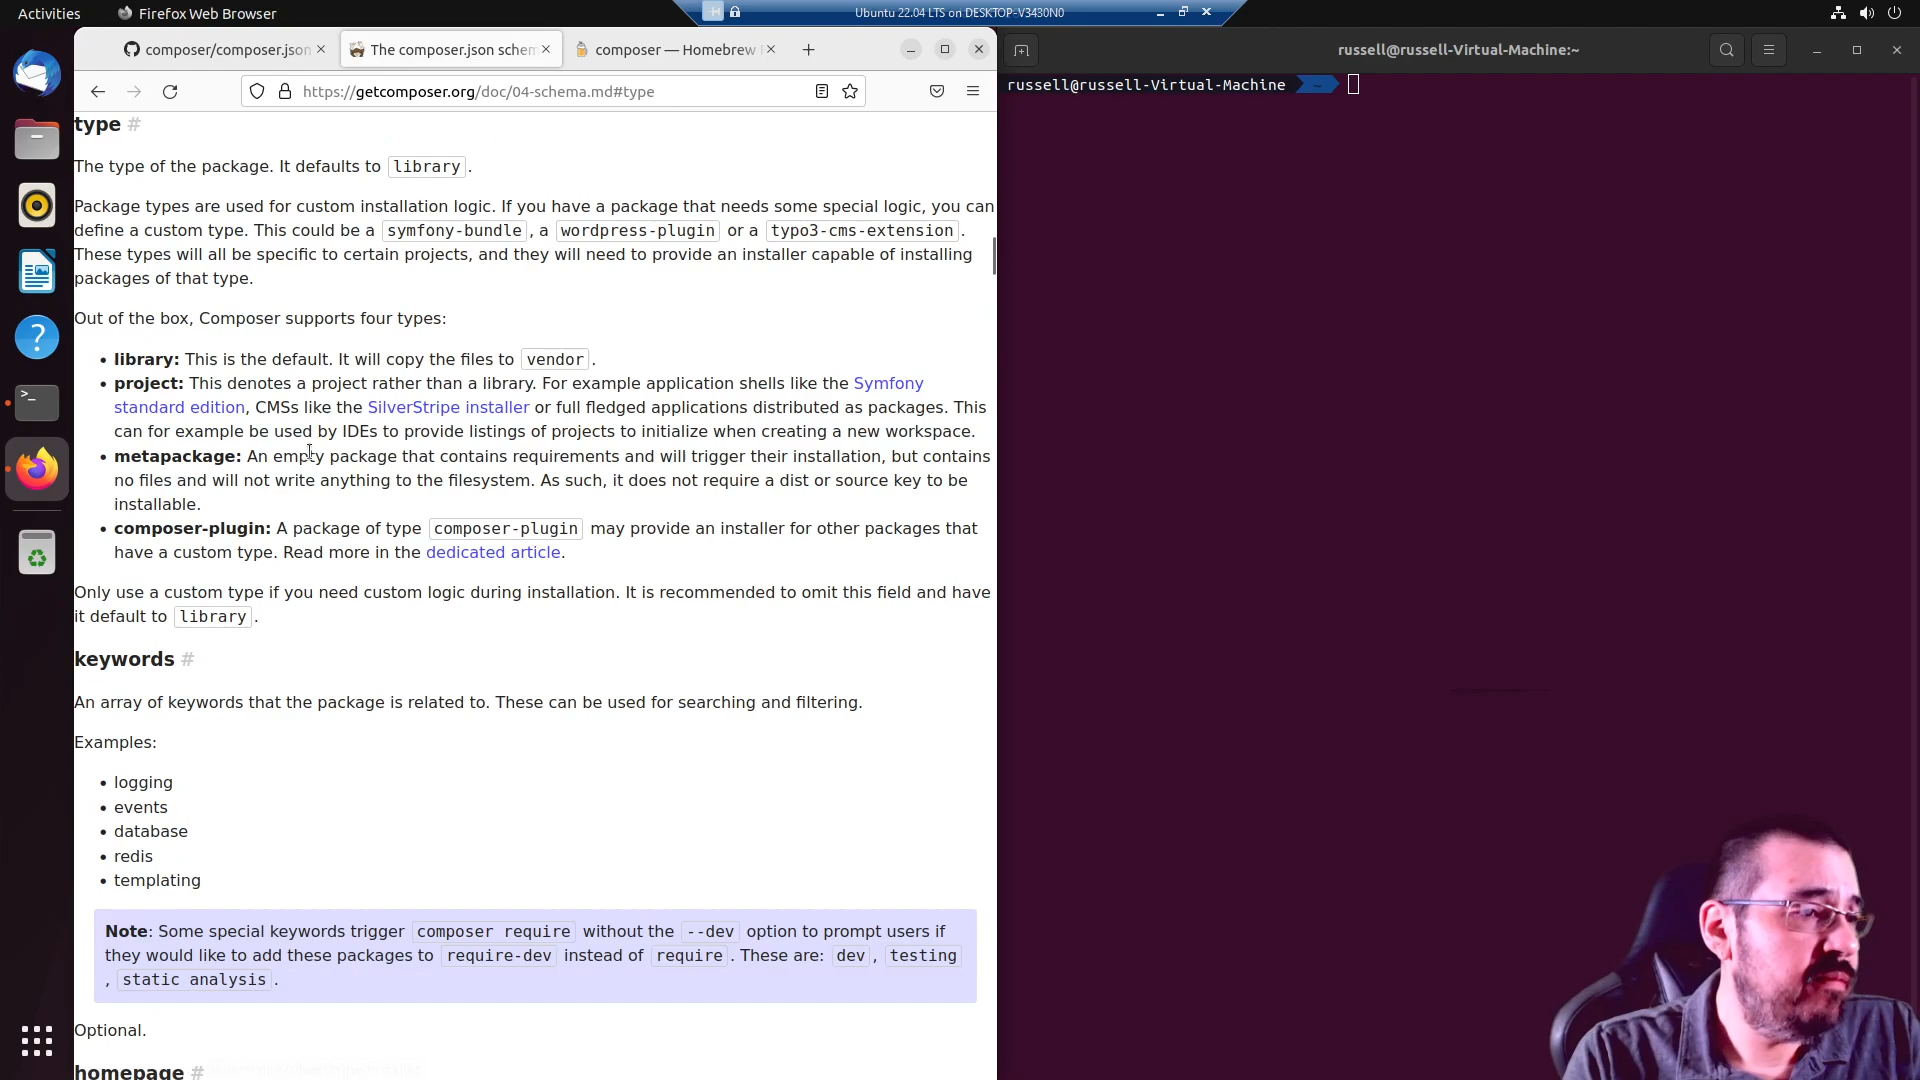 Activities
Firefox Web Browser
Ubuntu 22.04 LTS on DESKTOP-V3430N0
composer/composer.json
The composer.json schem
composer — Homebrew
russell@russell-Virtual-Machine:~
https://getcomposer.org/doc/04-schema.md#type
russell@russell-Virtual-Machine ~
type #
The type of the package. It defaults to library.
Package types are used for custom installation logic. If you have a package that needs some special logic, you can
define a custom type. This could be a symfony-bundle, a wordpress-plugin or a typo3-cms-extension.
These types will all be specific to certain projects, and they will need to provide an installer capable of installing
packages of that type.
Out of the box, Composer supports four types:
• library: This is the default. It will copy the files to vendor.
• project: This denotes a project rather than a library. For example application shells like the Symfony
standard edition, CMSs like the SilverStripe installer or full fledged applications distributed as packages. This
can for example be used by IDEs to provide listings of projects to initialize when creating a new workspace.
• metapackage: An empty package that contains requirements and will trigger their installation, but contains
no files and will not write anything to the filesystem. As such, it does not require a dist or source key to be
installable.
• composer-plugin: A package of type composer-plugin may provide an installer for other packages that
have a custom type. Read more in the dedicated article.
Only use a custom type if you need custom logic during installation. It is recommended to omit this field and have
it default to library.
keywords #
An array of keywords that the package is related to. These can be used for searching and filtering.
Examples:
• logging
• events
• database
• redis
• templating
Note: Some special keywords trigger composer require without the --dev option to prompt users if
they would like to add these packages to require-dev instead of require. These are: dev, testing
, static analysis.
Optional.
homepage #